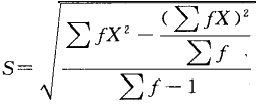 S = √((∑fX² − (∑fX)²/∑f) / (∑f − 1))